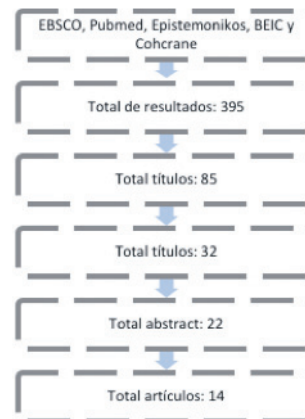 EBSCO, Pubmed, Epistemonikos, BEIC y
Cohcrane
Total de resultados: 395
Total títulos: 85
Total títulos: 32
Total abstract: 22
Total artículos: 14